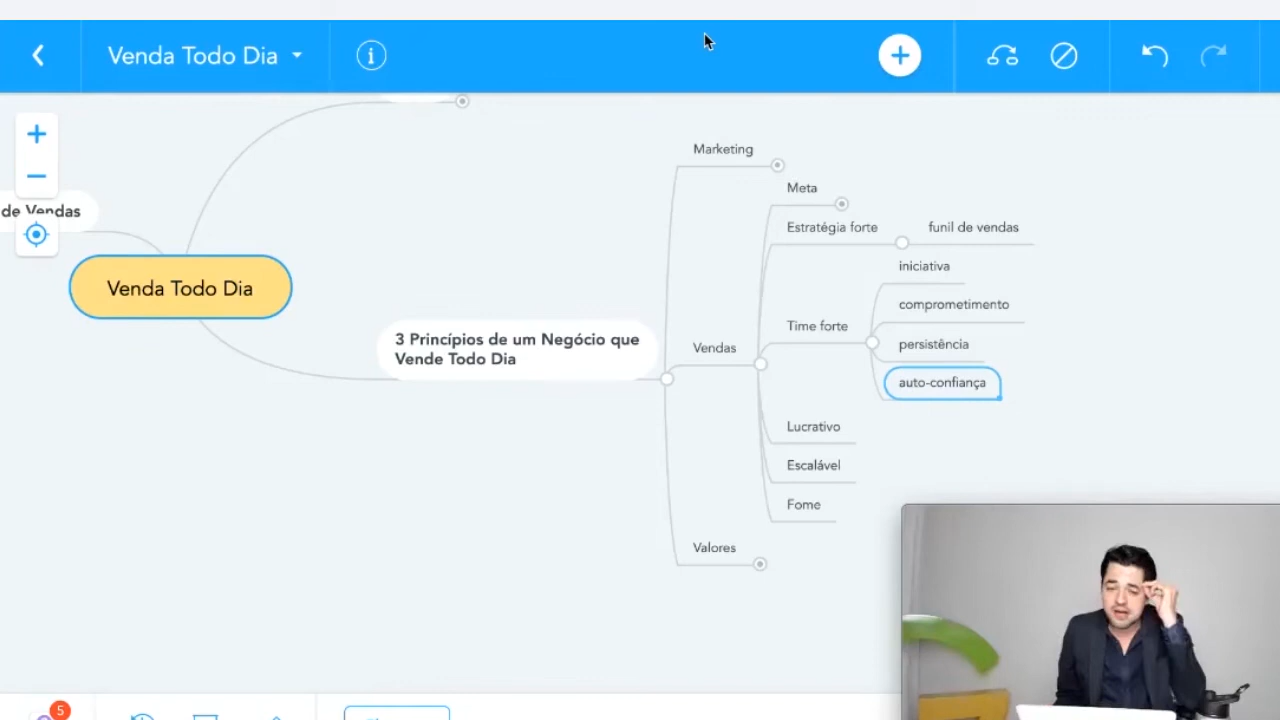 Venda Todo Dia
de Vendas
Venda Todo Dia
3 Princípios de um Negócio que
Vende Todo Dia
Marketing
Vendas
Meta
Estratégia forte
funil de vendas
Time forte
iniciativa
comprometimento
persistência
auto-confiança
Lucrativo
Escalável
Fome
Valores
5